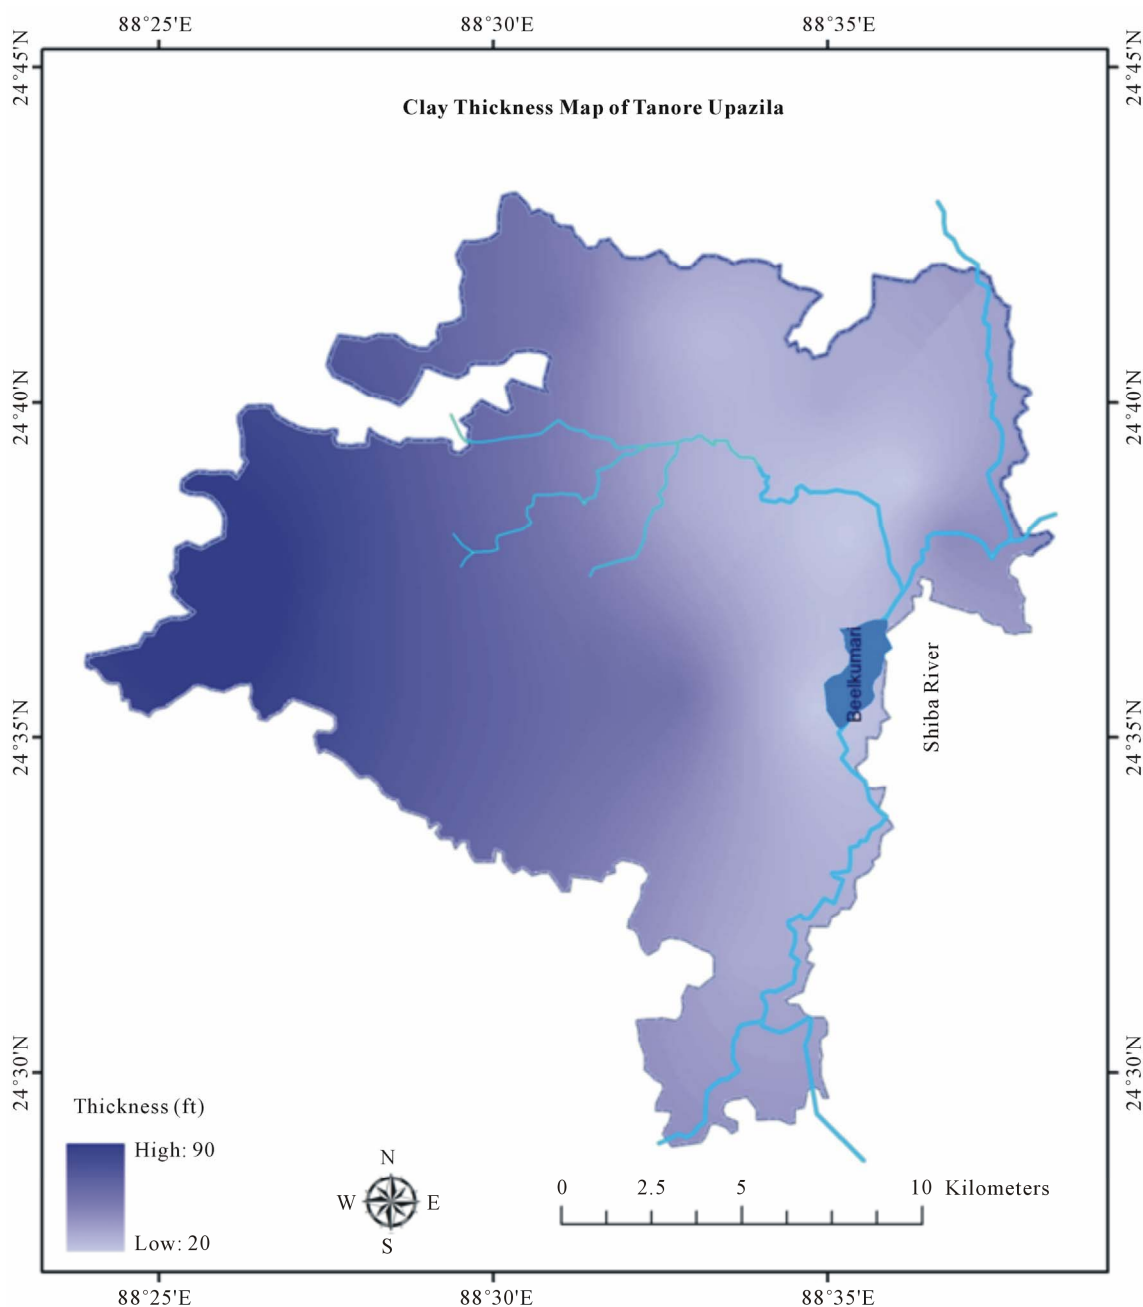 88°25'E 88°30'E 88°35'E
24°45'N 24°45'N
Clay Thickness Map of Tanore Upazila
24°40'N 24°40'N
Beelkumari
Shiba River
24°35'N 24°35'N
24°30'N 24°30'N
Thickness (ft)
High: 90
Low: 20
N
W E
S
0 2.5 5 10 Kilometers
88°25'E 88°30'E 88°35'E